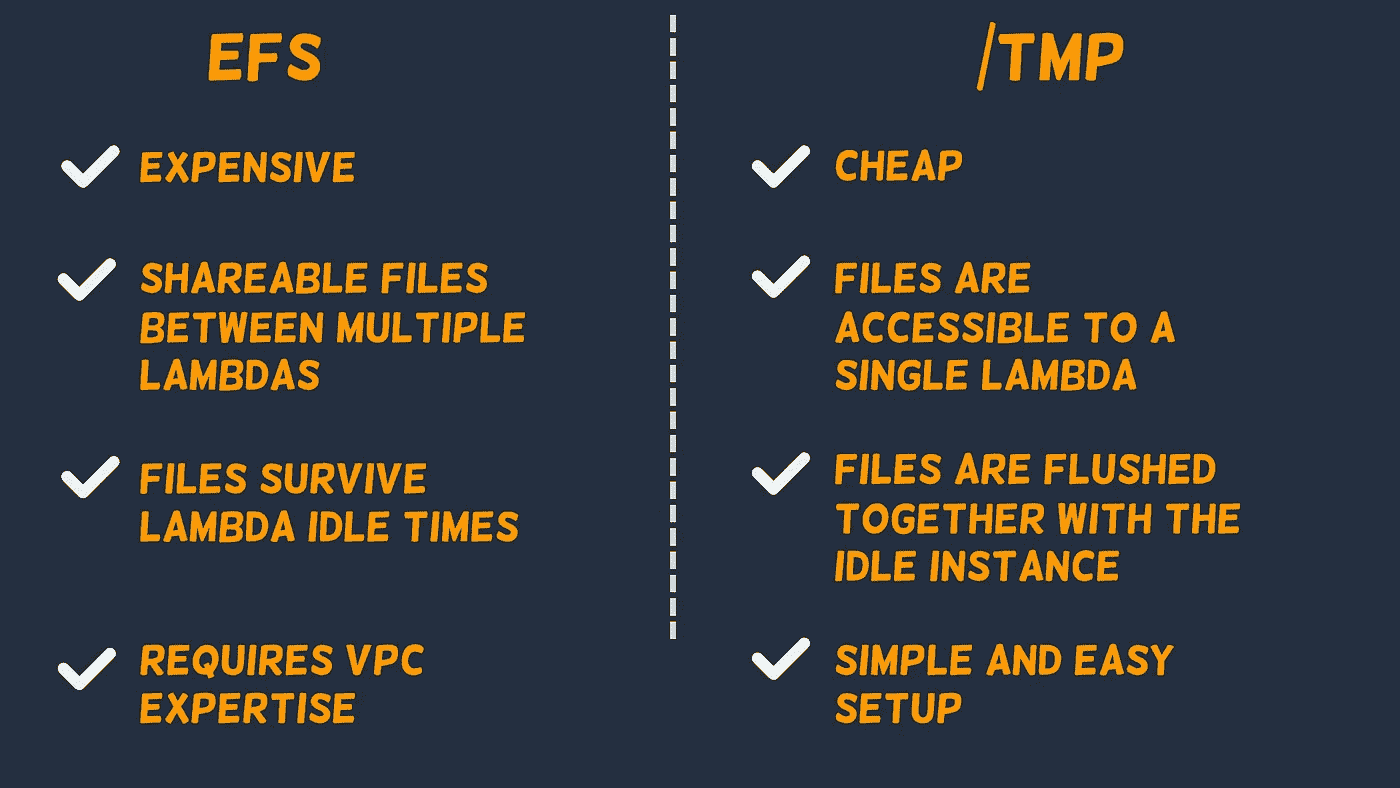 EFS
EXPENSIVE
SHAREABLE FILES
BETWEEN MULTIPLE
LAMBDAS
FILES SURVIVE
LAMBDA IDLE TIMES
REQUIRES VPC
EXPERTISE
/TMP
CHEAP
FILES ARE
ACCESSIBLE TO A
SINGLE LAMBDA
FILES ARE FLUSHED
TOGETHER WITH THE
IDLE INSTANCE
SIMPLE AND EASY
SETUP